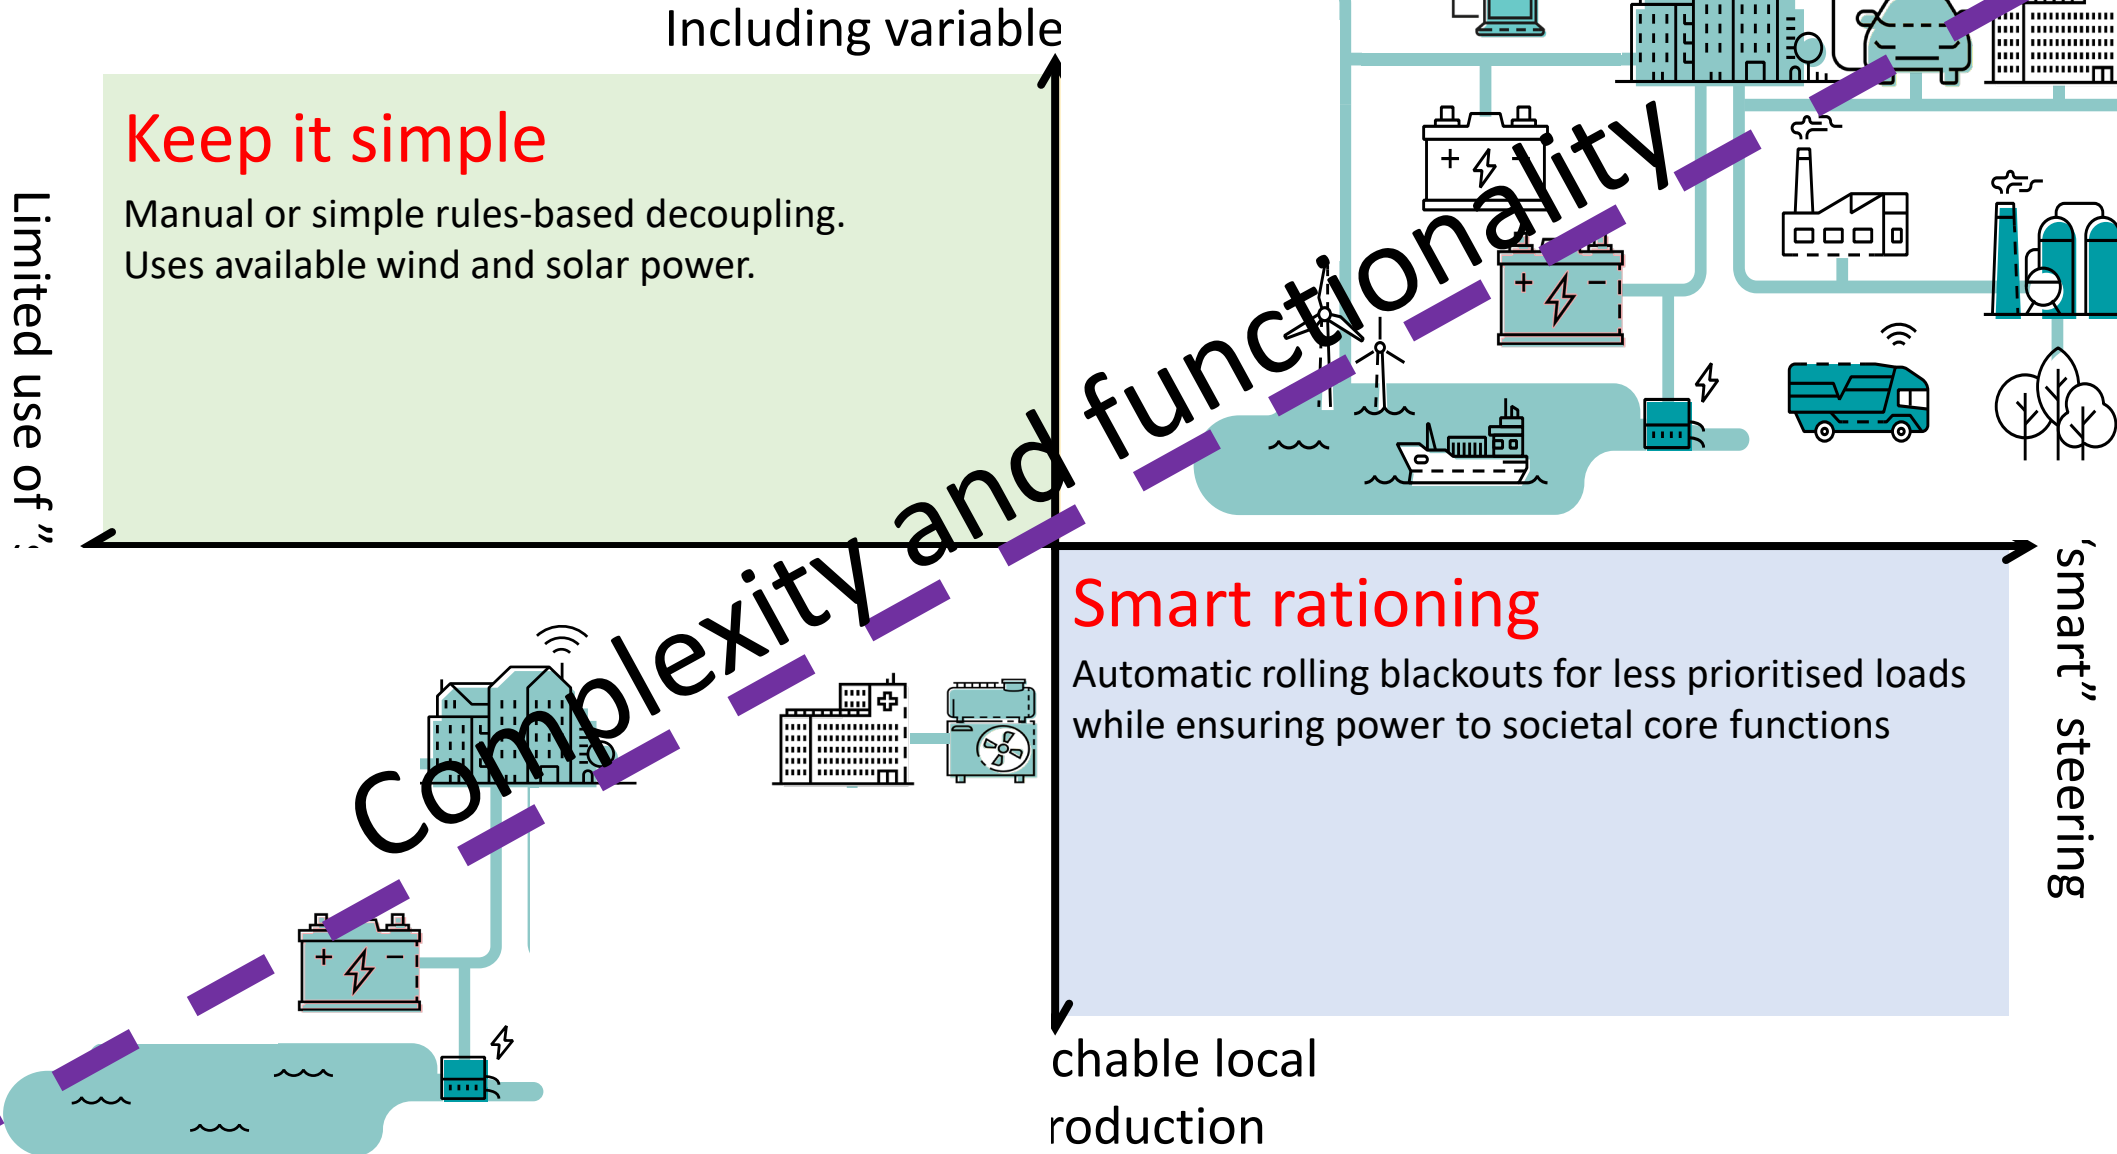 Including variable
Keep it simple
Manual or simple rules-based decoupling.
Uses available wind and solar power.
Limited use of ”
Complexity and functionality
Smart rationing
Automatic rolling blackouts for less prioritised loads
while ensuring power to societal core functions
smart” steering
chable local
roduction